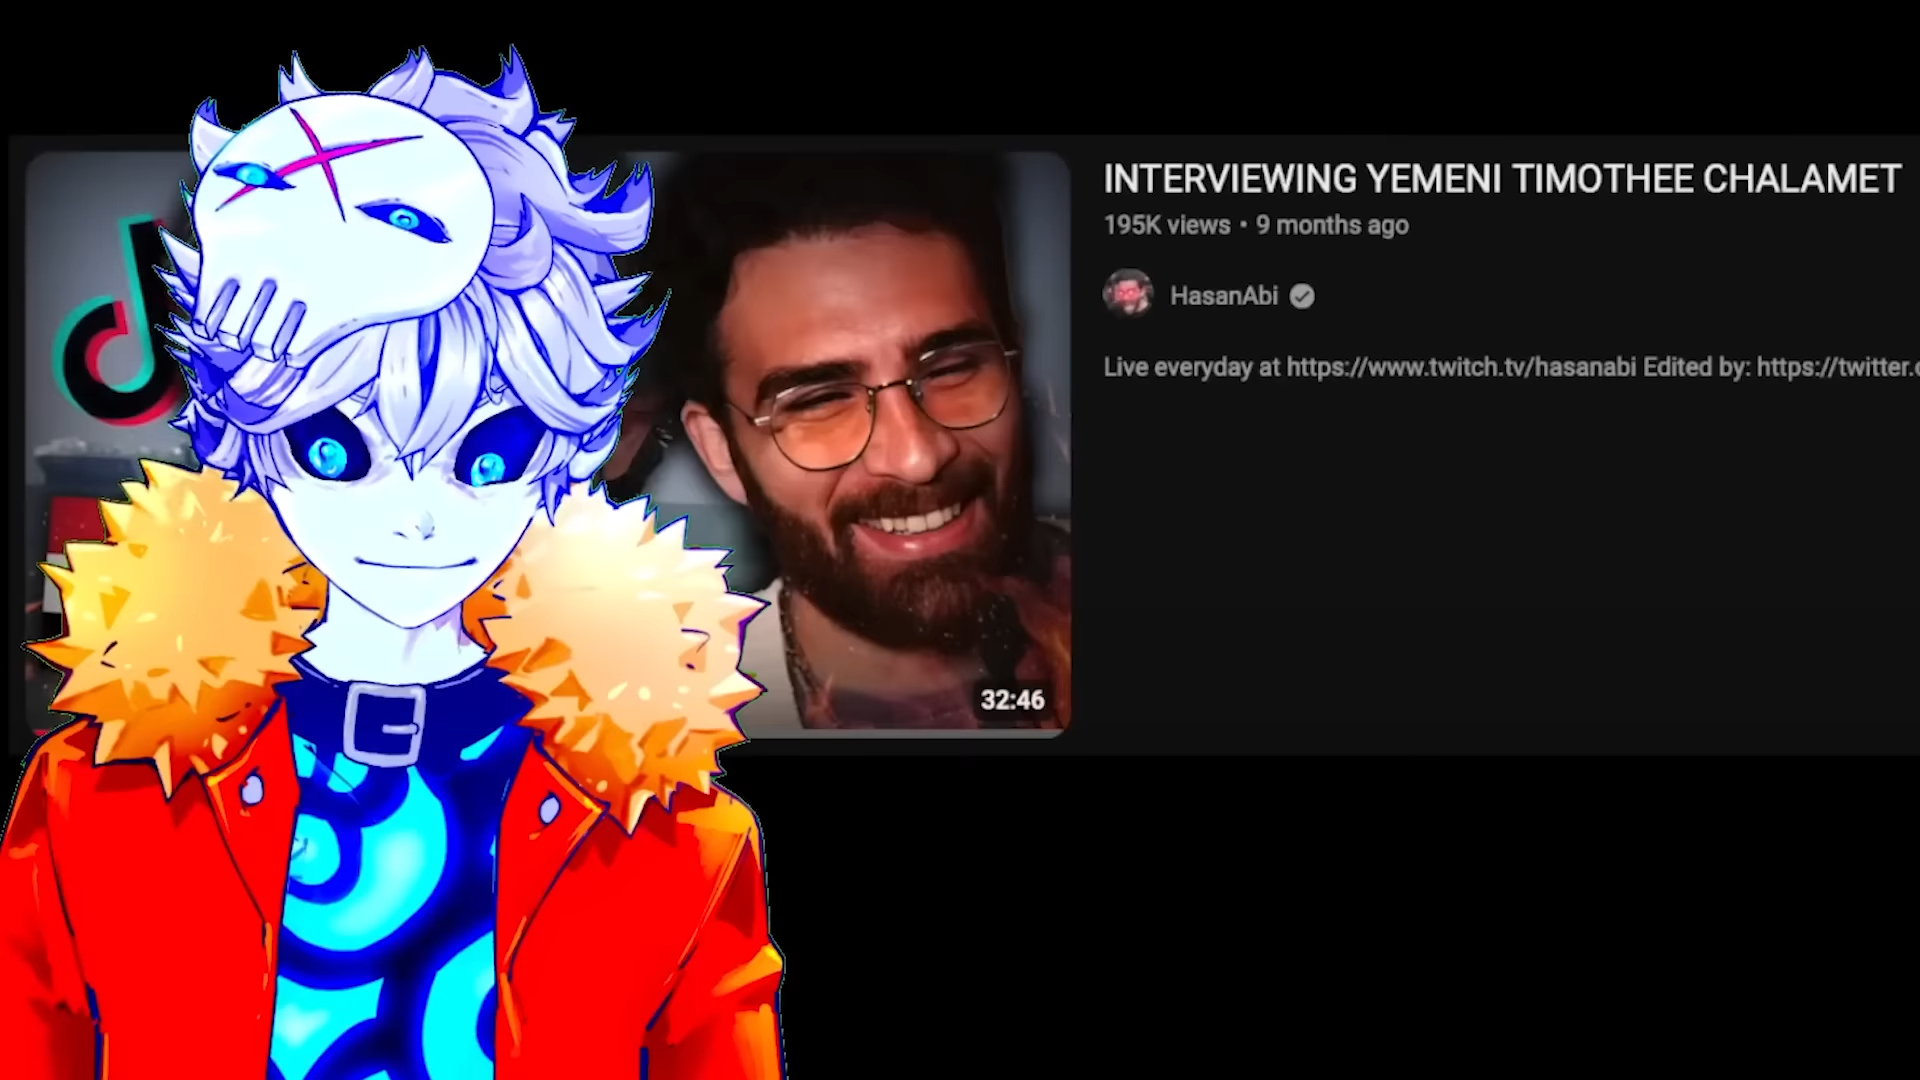 INTERVIEWING YEMENI TIMOTHEE CHALAMET
195K views • 9 months ago
HasanAbi
Live everyday at https://www.twitch.tv/hasanabi Edited by: https://twitter.c
32:46